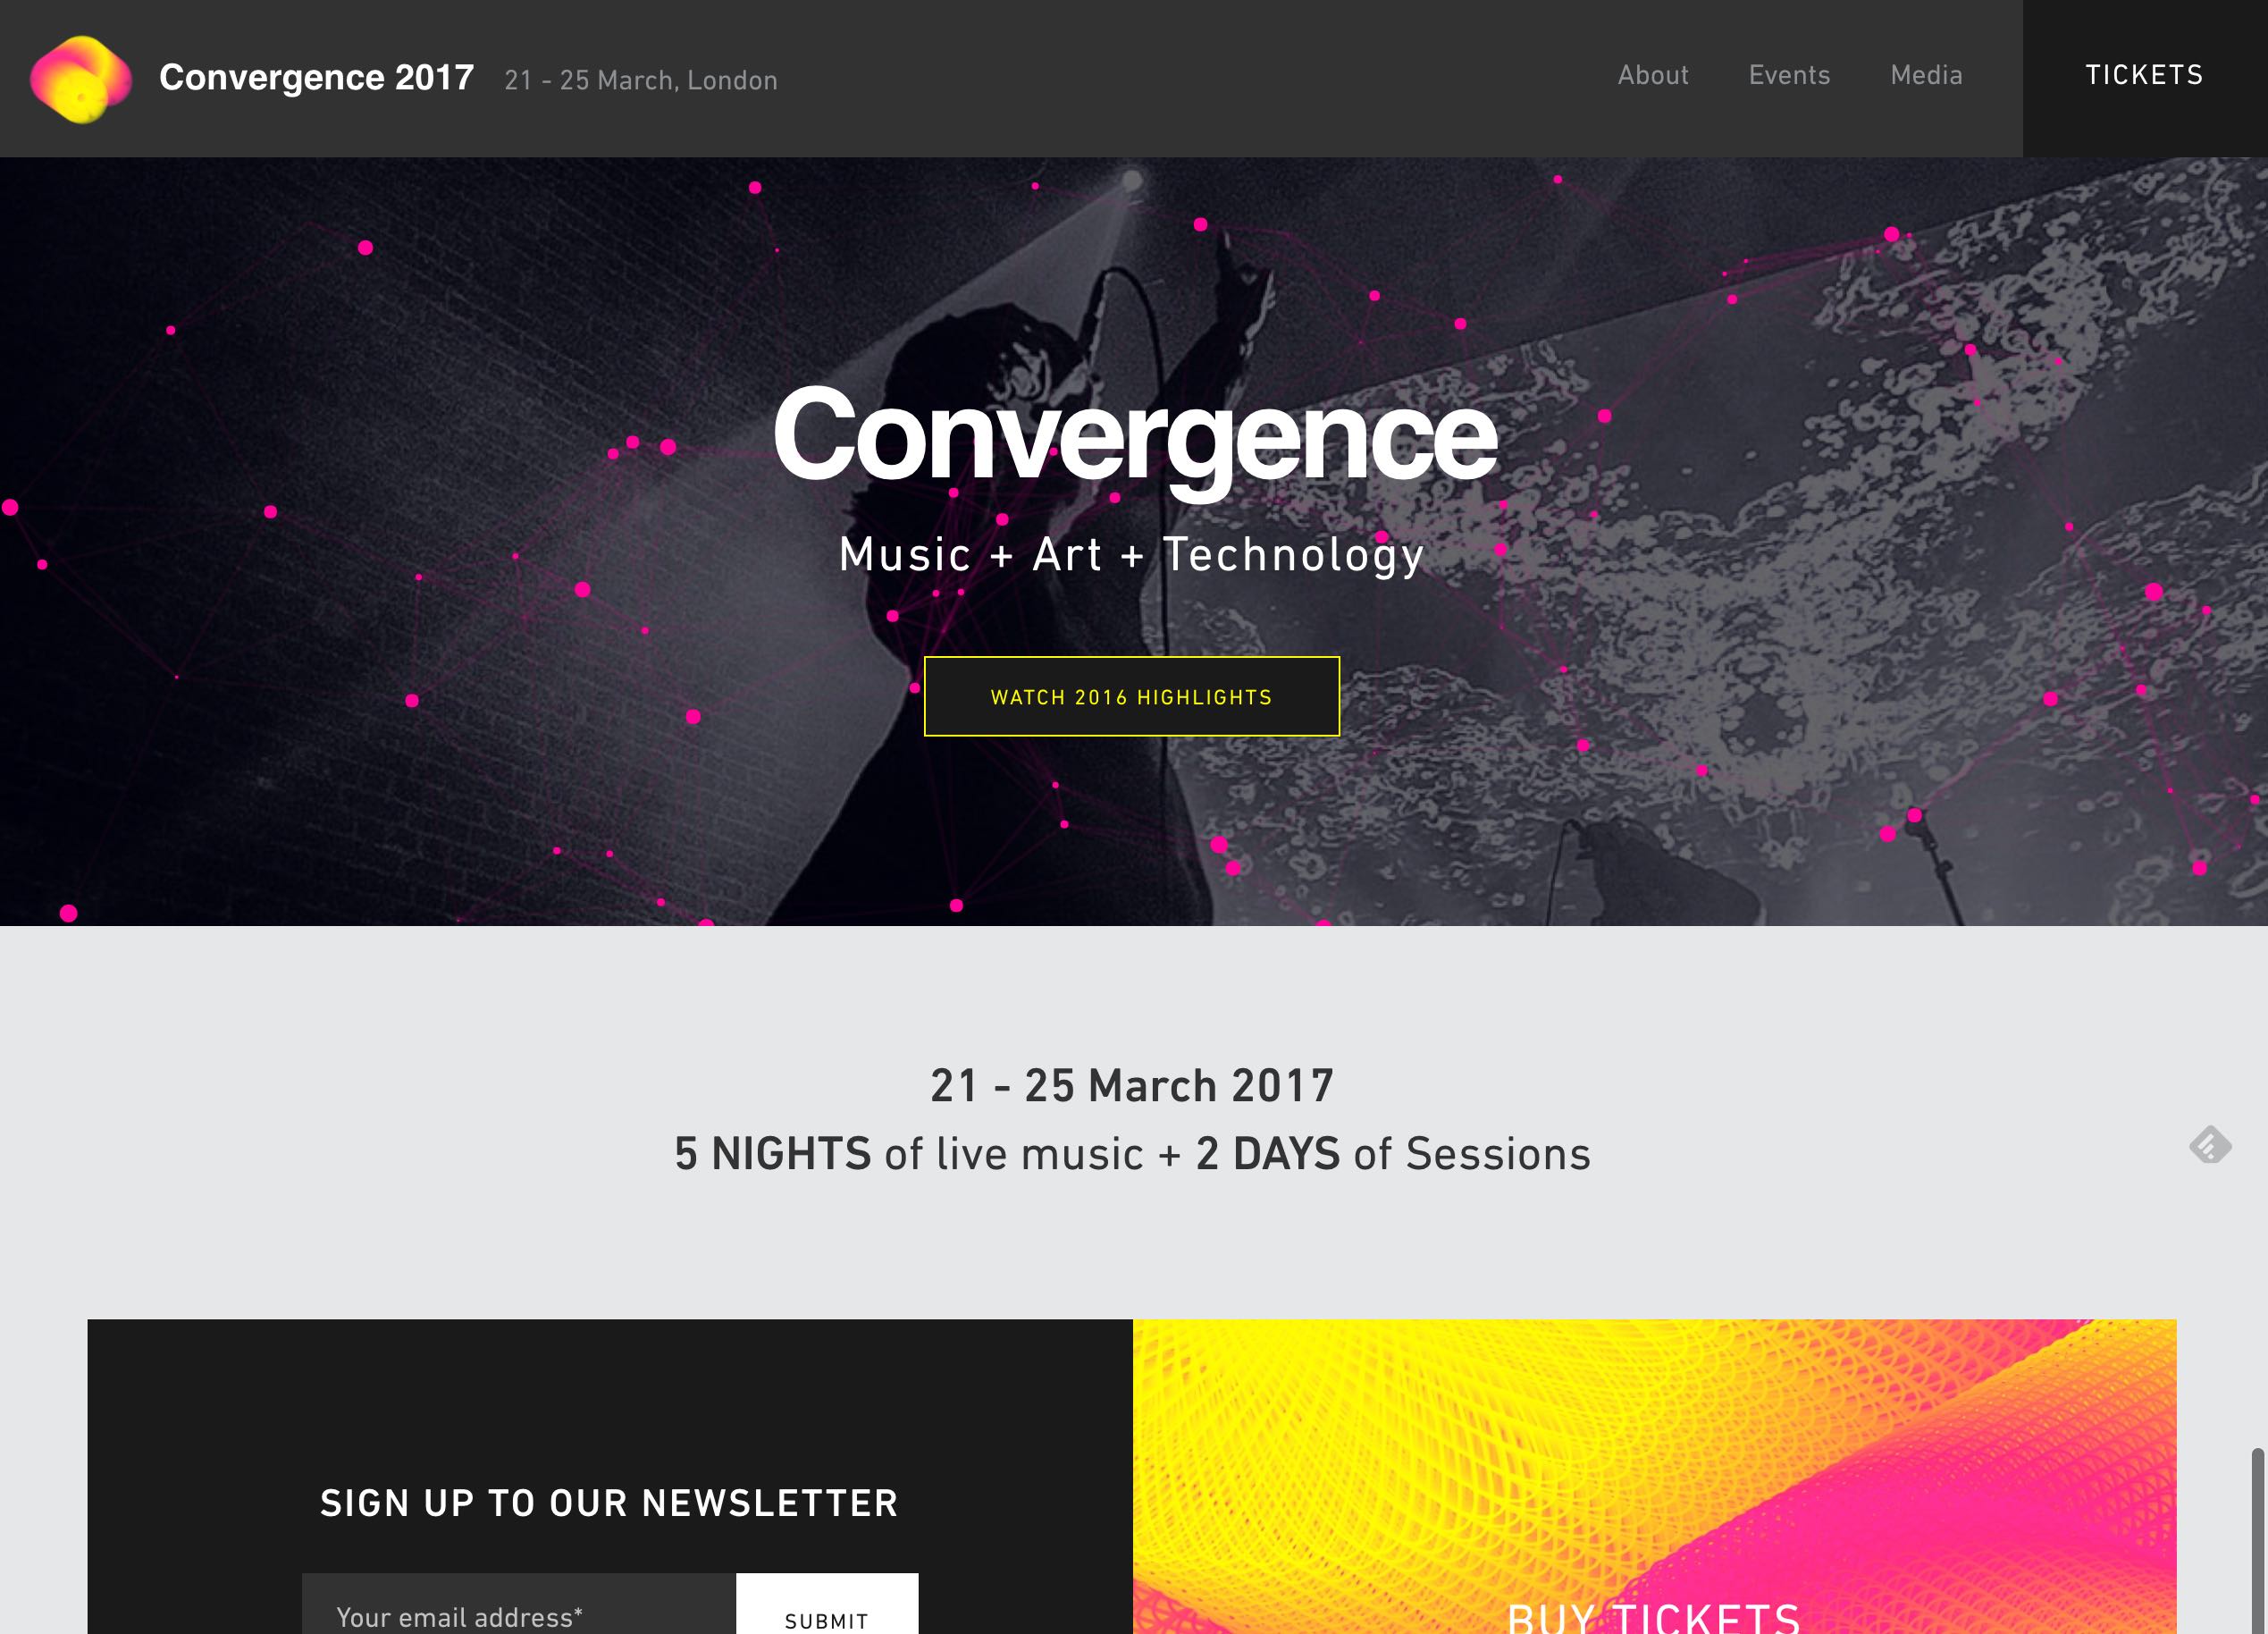 Convergence 2017 21 - 25 March, London
About Events Media TICKETS
Convergence
Music + Art + Technology
WATCH 2016 HIGHLIGHTS
21 - 25 March 2017
5 NIGHTS of live music + 2 DAYS of Sessions
SIGN UP TO OUR NEWSLETTER
Your email address*
SUBMIT
BUY TICKETS